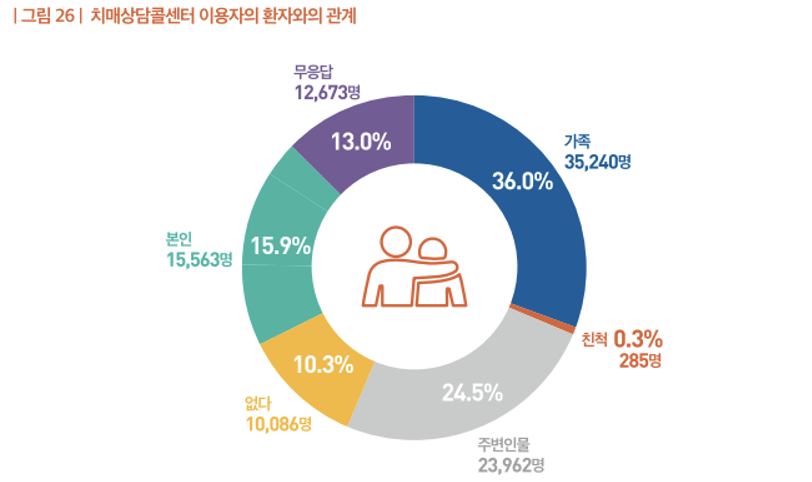 | 그림 26 | 치매상담콜센터 이용자의 환자와의 관계
무응답
12,673명
13.0%
가족
35,240명
36.0%
본인
15,563명
15.9%
친척 0.3%
285명
10.3%
없다
10,086명
24.5%
주변인물
23,962명